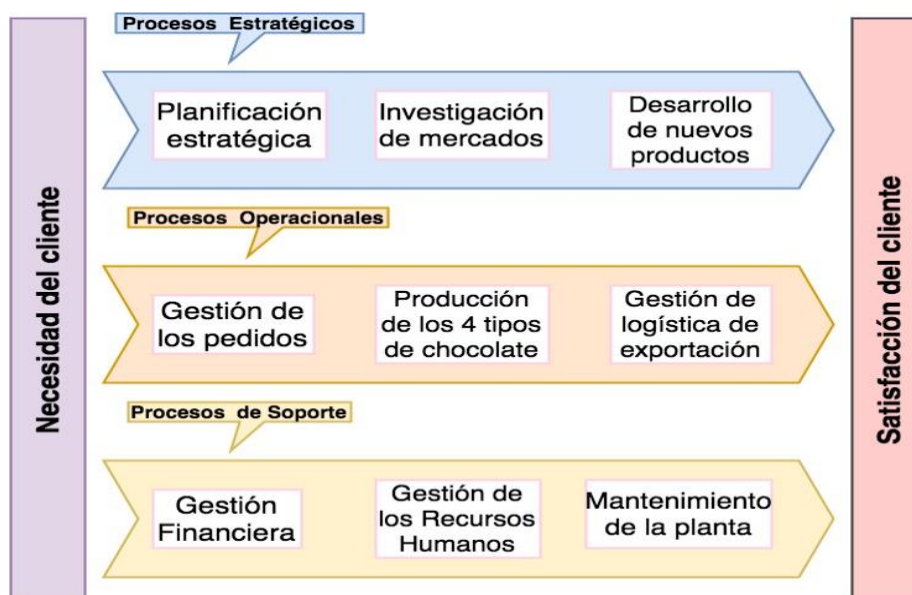 Procesos Estratégicos
Planificación
estratégica
Investigación
de mercados
Desarrollo
de nuevos
productos
Necesidad del cliente
Procesos Operacionales
Gestión de
los pedidos
Producción
de los 4 tipos
de chocolate
Gestión de
logística de
exportación
Satisfacción del cliente
Procesos de Soporte
Gestión
Financiera
Gestión de
los Recursos
Humanos
Mantenimiento
de la planta